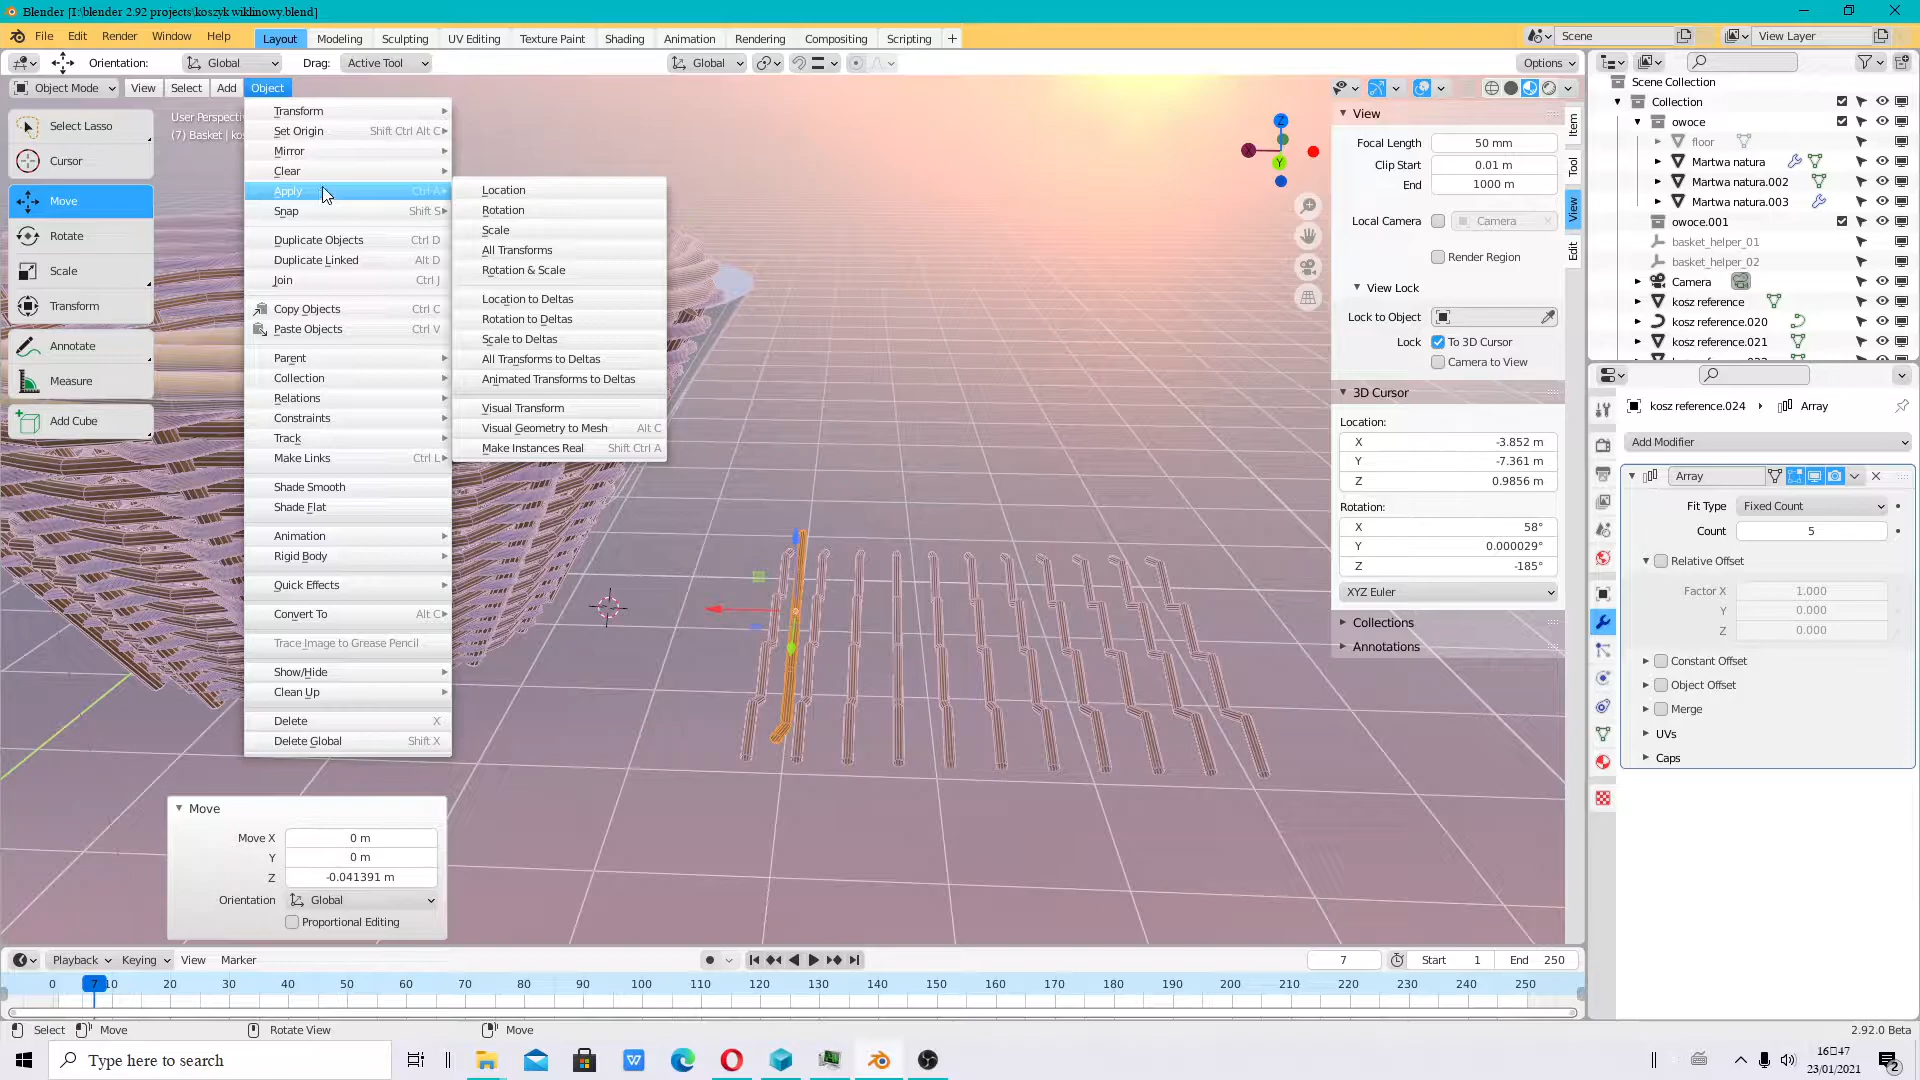 Blender [I:\blender 2.92 projects\koszyk wiklinowy.blend]
File Edit Render Window Help
Layout Modeling Sculpting UV Editing Texture Paint Shading Animation Rendering Compositing Scripting +
Scene View Layer
Orientation: Global Drag: Active Tool
Global
Options
Object Mode View Select Add Object
User Perspecti
(7) Basket | kos
Select Lasso
Cursor
Move
Rotate
Scale
Transform
Annotate
Measure
Add Cube
Transform
Set Origin Shift Ctrl Alt C
Mirror
Clear
Apply Ctrl A
Snap Shift S
Duplicate Objects Ctrl D
Duplicate Linked Alt D
Join Ctrl J
Copy Objects Ctrl C
Paste Objects Ctrl V
Parent
Collection
Relations
Constraints
Track
Make Links Ctrl L
Shade Smooth
Shade Flat
Animation
Rigid Body
Quick Effects
Convert To Alt C
Trace Image to Grease Pencil
Show/Hide
Clean Up
Delete X
Delete Global Shift X
Location
Rotation
Scale
All Transforms
Rotation & Scale
Location to Deltas
Rotation to Deltas
Scale to Deltas
All Transforms to Deltas
Animated Transforms to Deltas
Visual Transform
Visual Geometry to Mesh Alt C
Make Instances Real Shift Ctrl A
Z
X
Y
View
Focal Length 50 mm
Clip Start 0.01 m
End 1000 m
Local Camera Camera
Render Region
View Lock
Lock to Object
Lock To 3D Cursor
Camera to View
3D Cursor
Location:
X -3.852 m
Y -7.361 m
Z 0.9856 m
Rotation:
X 58°
Y 0.000029°
Z -185°
XYZ Euler
Collections
Annotations
Item
Tool
View
Edit
Scene Collection
Collection
owoce
floor
Martwa natura
Martwa natura.002
Martwa natura.003
owoce.001
basket_helper_01
basket_helper_02
Camera
kosz reference
kosz reference.020
kosz reference.021
kosz reference.024 Array
Add Modifier
Array
Fit Type Fixed Count
Count 5
Relative Offset
Factor X 1.000
Y 0.000
Z 0.000
Constant Offset
Object Offset
Merge
UVs
Caps
Move
Move X 0 m
Y 0 m
Z -0.041391 m
Orientation Global
Proportional Editing
Playback Keying View Marker
7 Start 1 End 250
0 7 10 20 30 40 50 60 70 80 90 100 110 120 130 140 150 160 170 180 190 200 210 220 230 240 250
Select Move Rotate View Move 2.92.0 Beta
Type here to search
16:47
23/01/2021
2